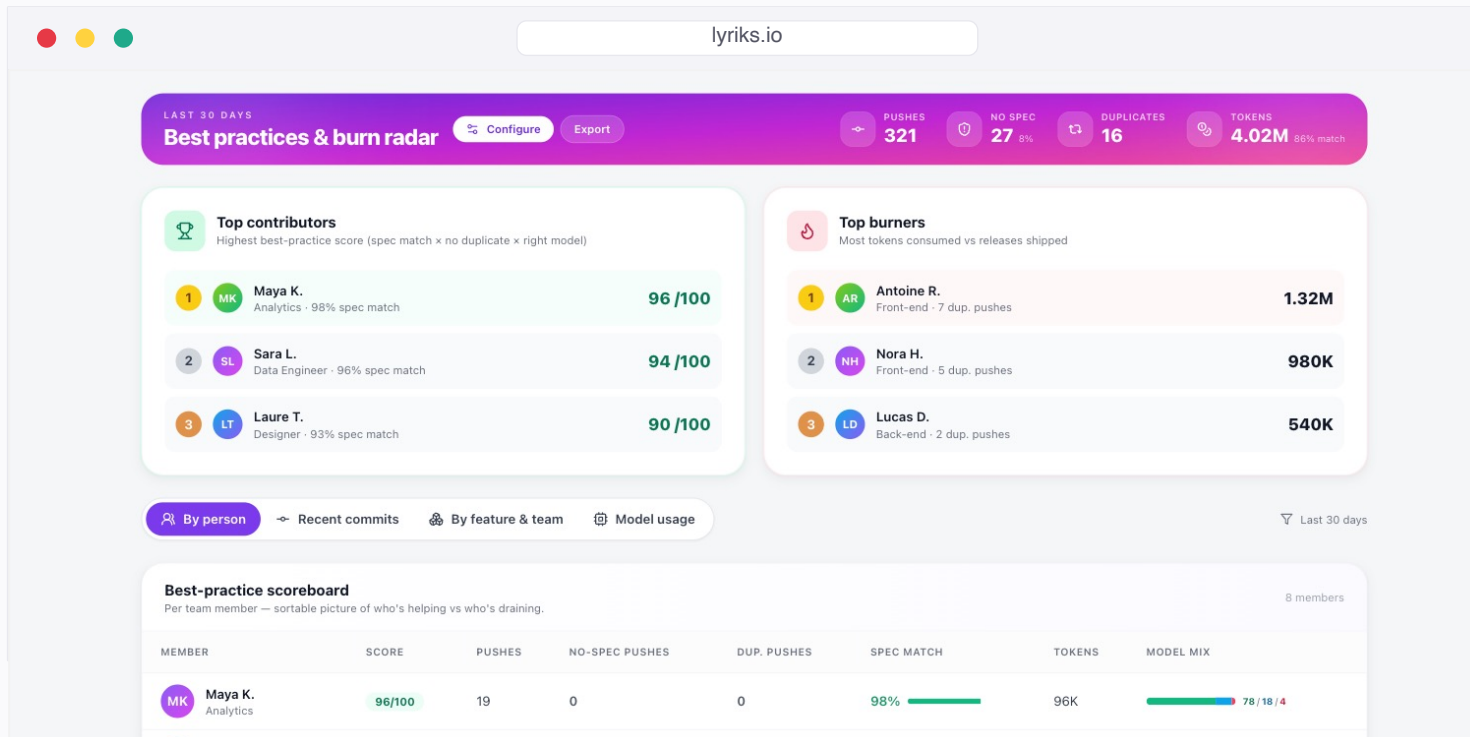 lyriks.io
LAST 30 DAYS
Best practices & burn radar
Configure
Export
PUSHES
321
NO SPEC
27 8%
DUPLICATES
16
TOKENS
4.02M 86% match
Top contributors
Highest best-practice score (spec match × no duplicate × right model)
1 MK Maya K.
Analytics · 98% spec match
96 /100
2 SL Sara L.
Data Engineer · 96% spec match
94 /100
3 LT Laure T.
Designer · 93% spec match
90 /100
Top burners
Most tokens consumed vs releases shipped
1 AR Antoine R.
Front-end · 7 dup. pushes
1.32M
2 NH Nora H.
Front-end · 5 dup. pushes
980K
3 LD Lucas D.
Back-end · 2 dup. pushes
540K
By person
Recent commits
By feature & team
Model usage
Last 30 days
Best-practice scoreboard
Per team member — sortable picture of who's helping vs who's draining.
8 members
MEMBER SCORE PUSHES NO-SPEC PUSHES DUP. PUSHES SPEC MATCH TOKENS MODEL MIX
MK Maya K.
Analytics
96/100 19 0 0 98% 96K 78 / 18 / 4